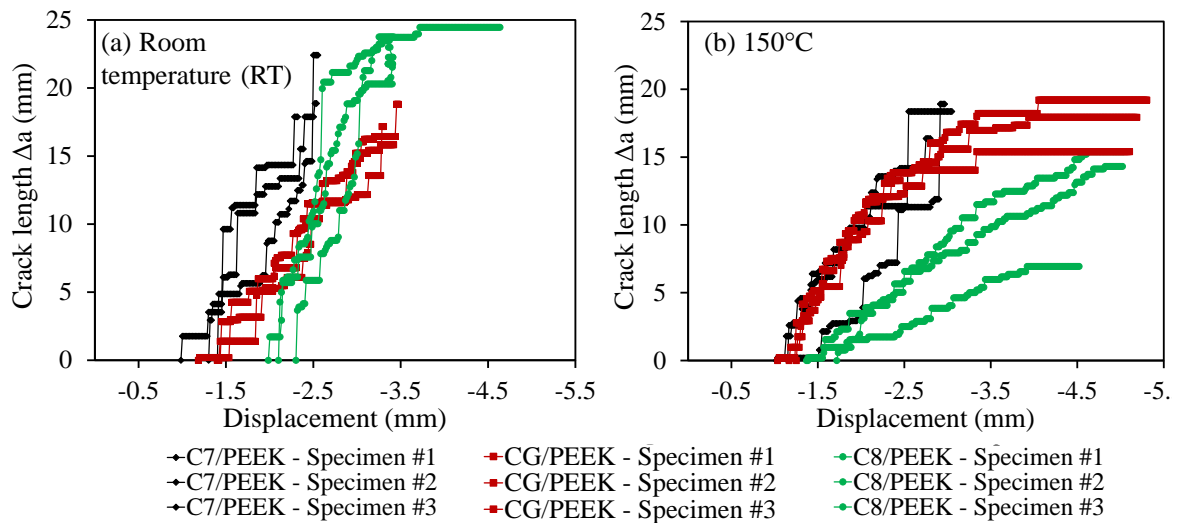 (a) Room
temperature (RT)
Crack length Δa (mm)
25
20
15
10
5
0
-0.5 -1.5 -2.5 -3.5 -4.5 -5.5
Displacement (mm)
(b) 150°C
Crack length Δa (mm)
25
20
15
10
5
0
-0.5 -1.5 -2.5 -3.5 -4.5 -5.
Displacement (mm)
C7/PEEK - Specimen #1
C7/PEEK - Specimen #2
C7/PEEK - Specimen #3
CG/PEEK - Specimen #1
CG/PEEK - Specimen #2
CG/PEEK - Specimen #3
C8/PEEK - Specimen #1
C8/PEEK - Specimen #2
C8/PEEK - Specimen #3